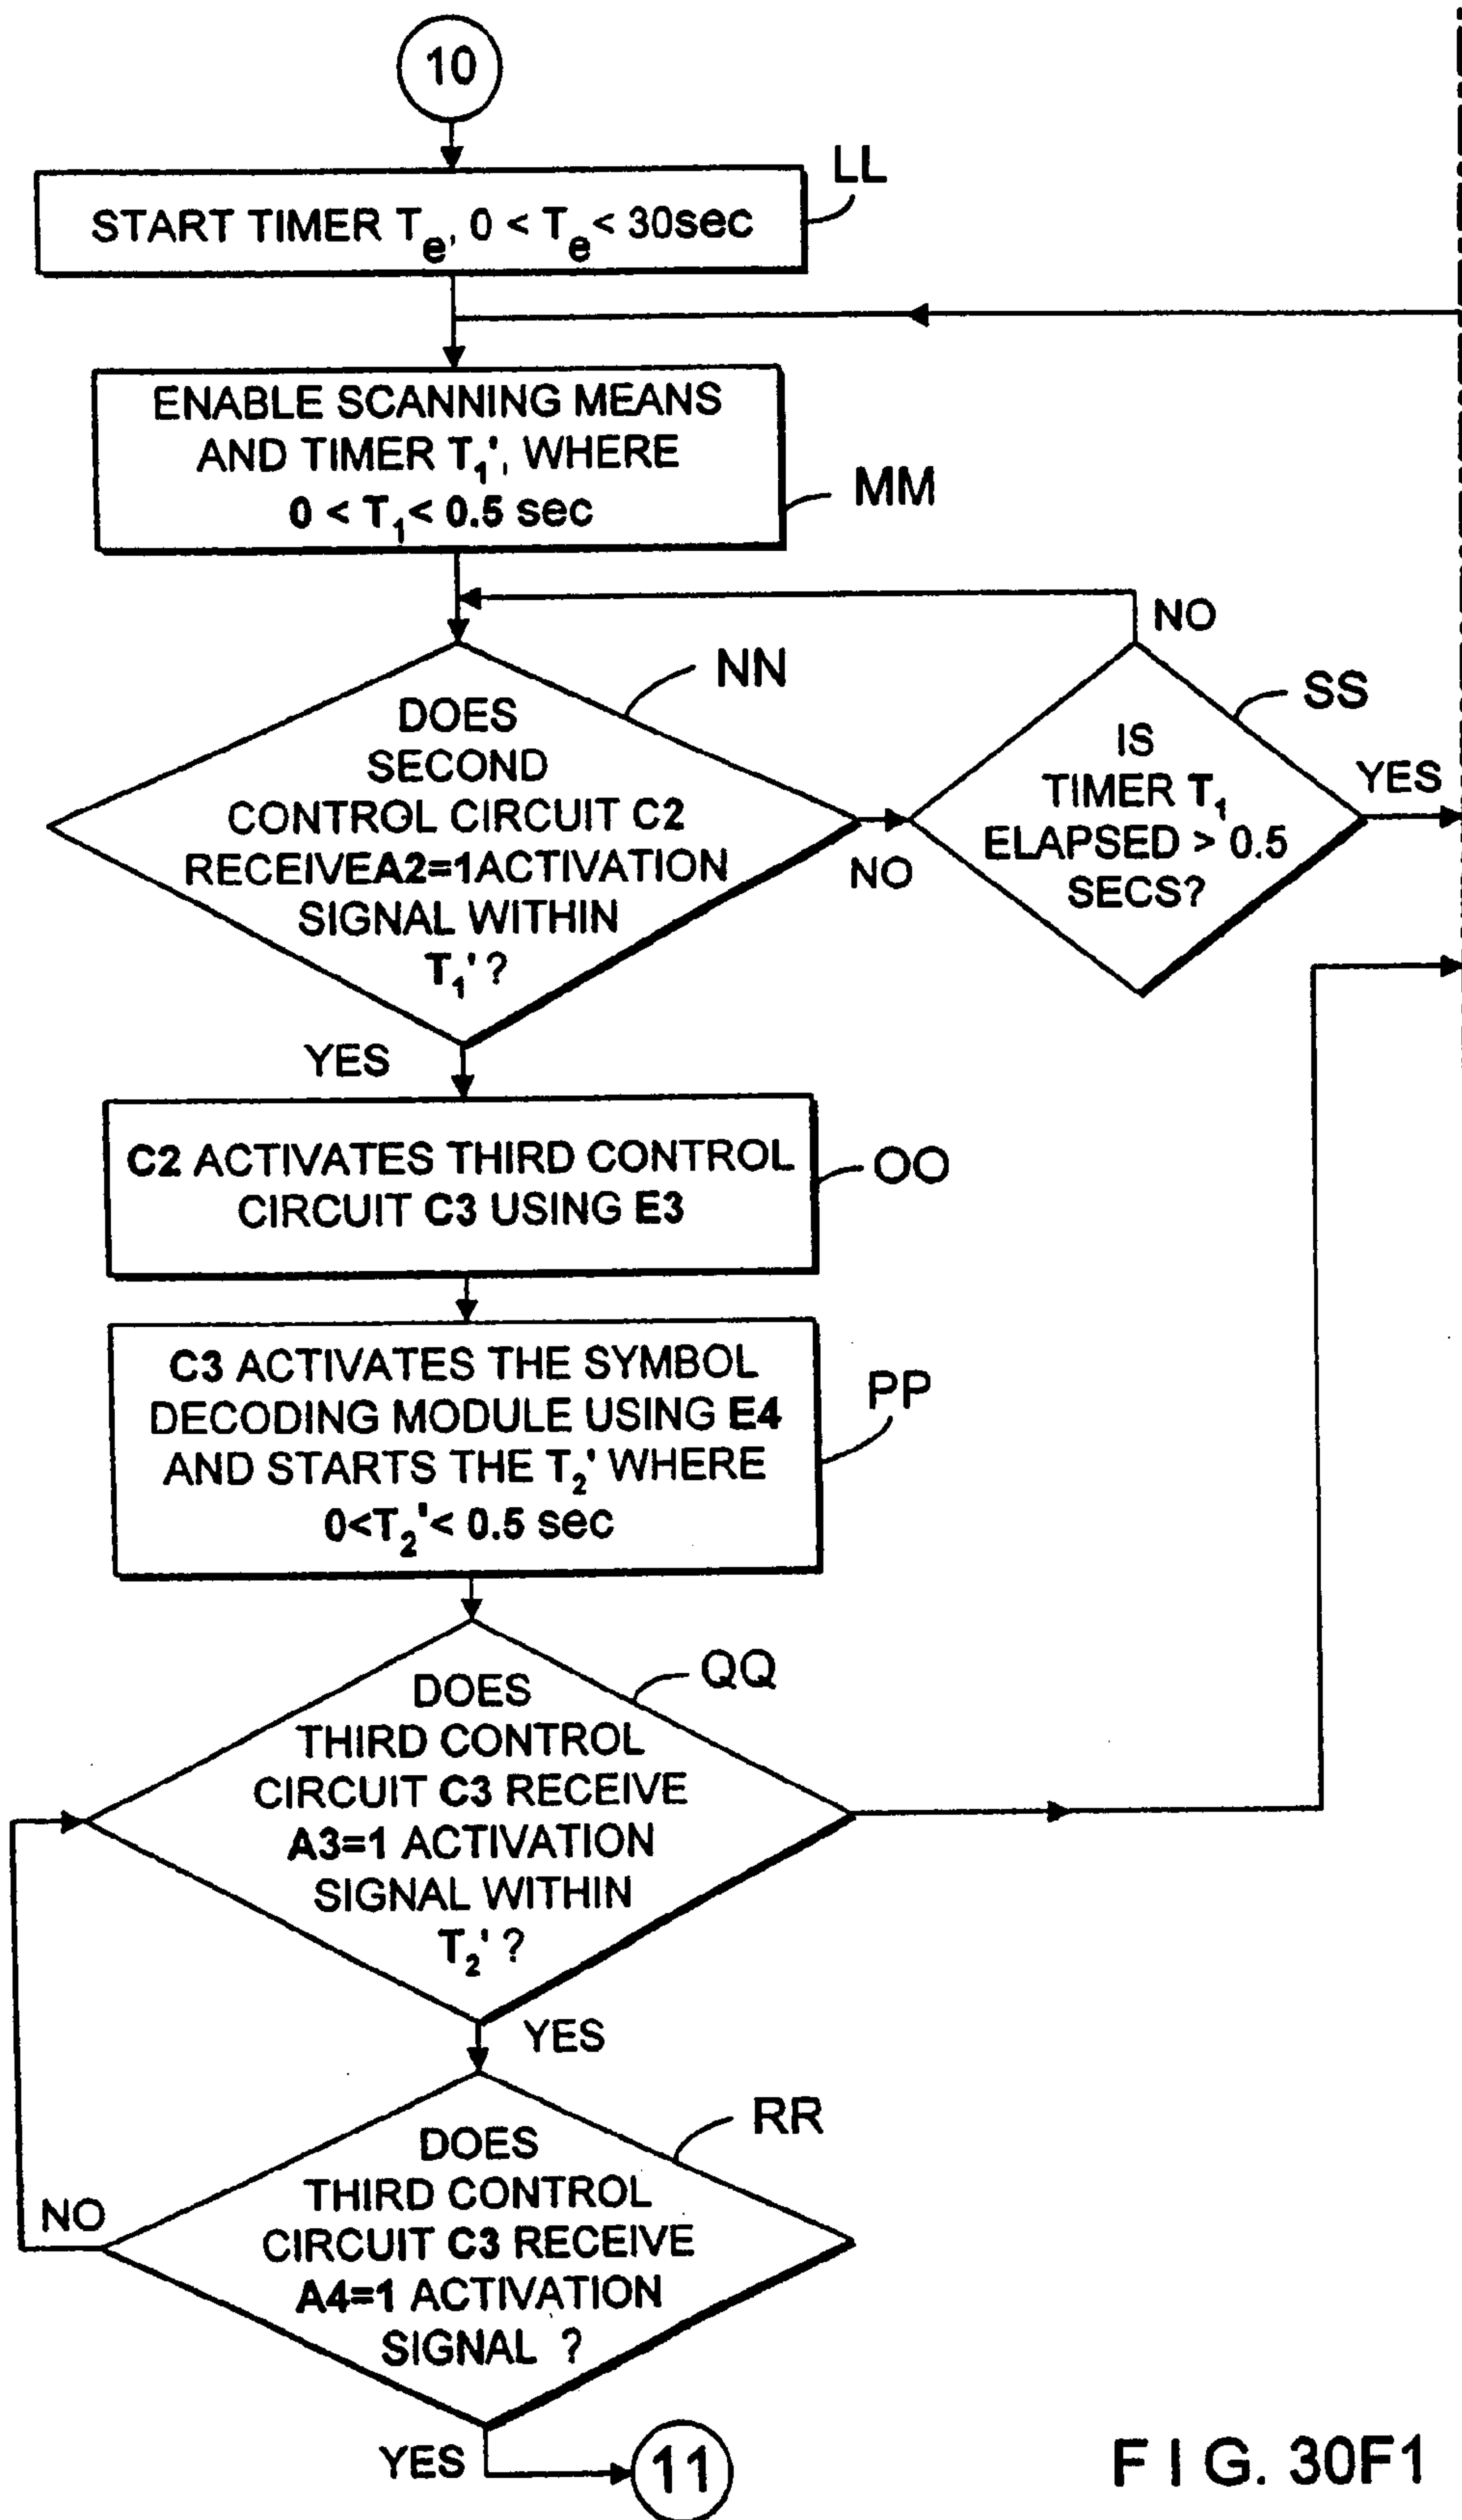 10
LL
START TIMER Tₑ, 0 < Tₑ < 30sec
ENABLE SCANNING MEANS
AND TIMER T₁', WHERE
0 < T₁ < 0.5 sec
MM
NO
NN
SS
DOES
SECOND
CONTROL CIRCUIT C2
RECEIVEA2=1ACTIVATION
SIGNAL WITHIN
T₁' ?
NO
IS
TIMER T₁
ELAPSED > 0.5
SECS?
YES
YES
C2 ACTIVATES THIRD CONTROL
CIRCUIT C3 USING E3
OO
C3 ACTIVATES THE SYMBOL
DECODING MODULE USING E4
AND STARTS THE T₂' WHERE
0<T₂'< 0.5 sec
PP
QQ
DOES
THIRD CONTROL
CIRCUIT C3 RECEIVE
A3=1 ACTIVATION
SIGNAL WITHIN
T₂' ?
YES
RR
DOES
THIRD CONTROL
CIRCUIT C3 RECEIVE
A4=1 ACTIVATION
SIGNAL ?
NO
YES
11
FIG. 30F1